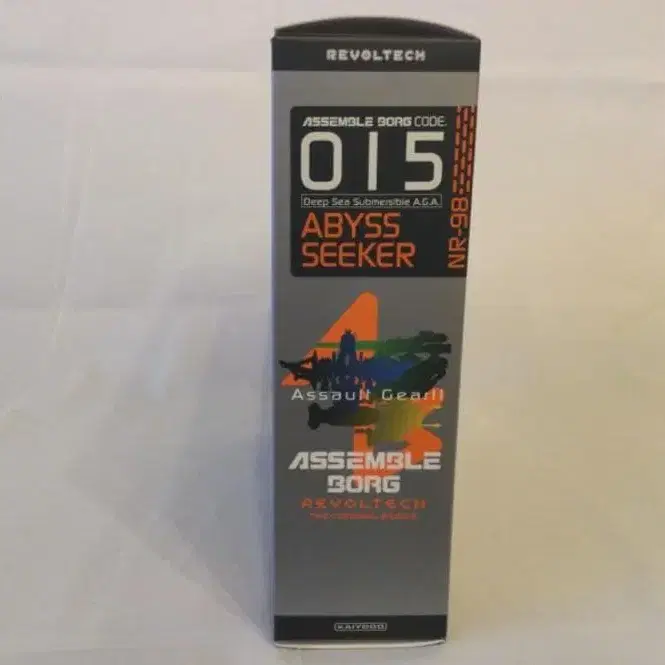 REVOLTECH
ASSEMBLE BORG CODE.
015
Deep Sea Submersible A.G.A.
ABYSS
SEEKER
NR-98
Assault Gear!!
ASSEMBLE
BORG
REVOLTECH
KAIYODO